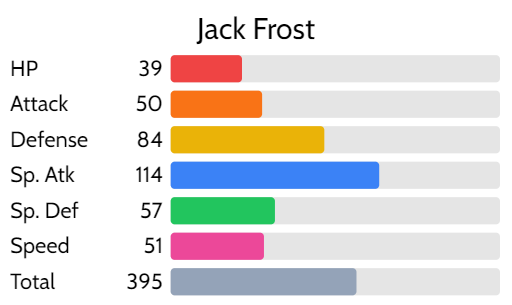 Jack Frost
HP 39
Attack 50
Defense 84
Sp. Atk 114
Sp. Def 57
Speed 51
Total 395